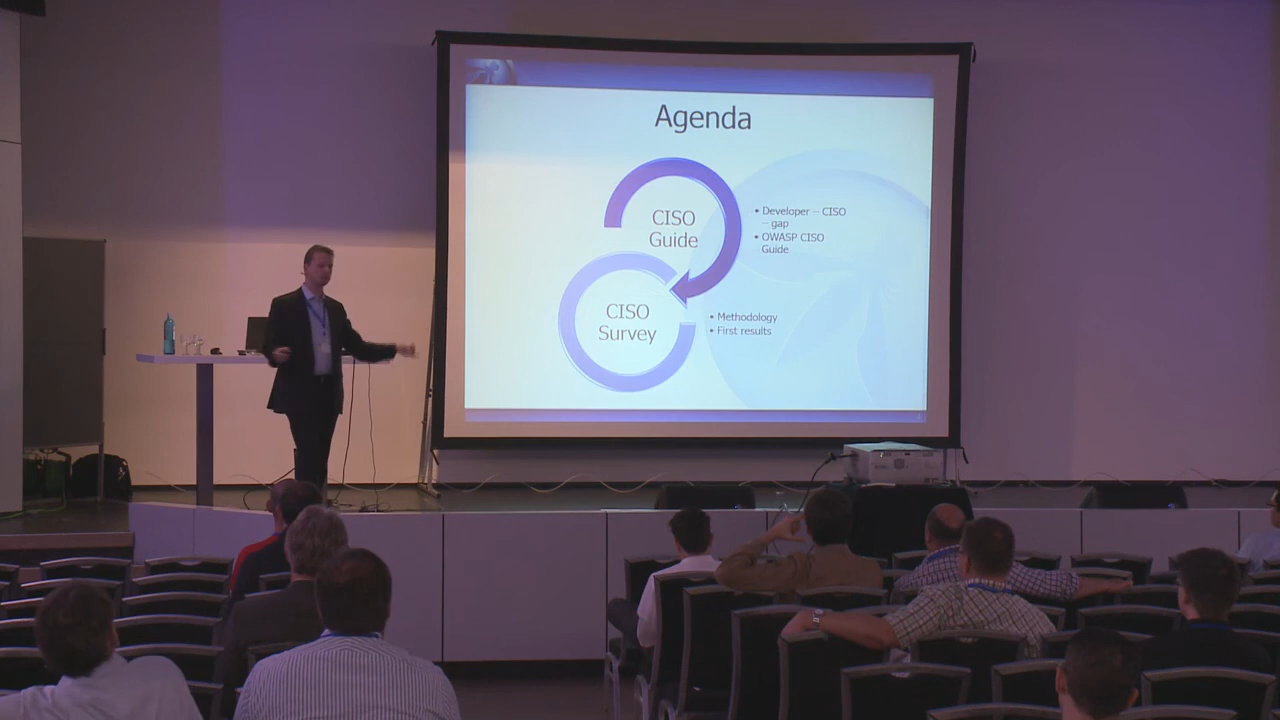 Agenda
CISO
Guide
• Developer – CISO
– gap
• OWASP CISO
Guide
CISO
Survey
• Methodology
• First results